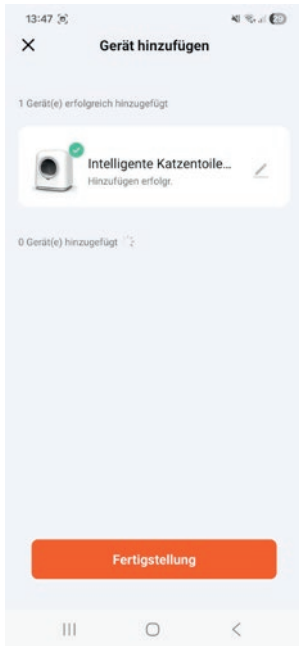 13:47
Gerät hinzufügen
1 Gerät(e) erfolgreich hinzugefügt
Intelligente Katzentoile...
Hinzufügen erfolgr.
0 Gerät(e) hinzugefügt
Fertigstellung